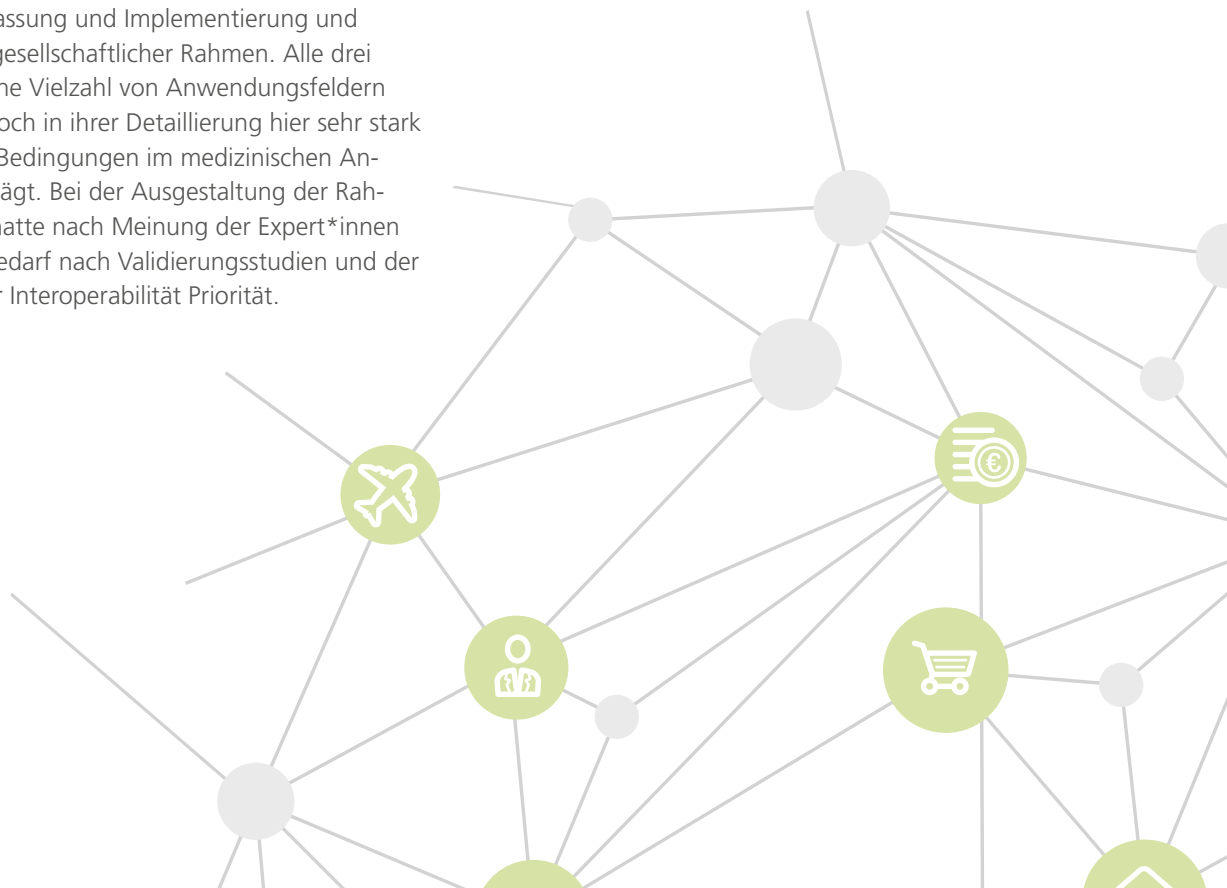 assung und Implementierung und
gesellschaftlicher Rahmen. Alle drei
ne Vielzahl von Anwendungsfeldern
och in ihrer Detaillierung hier sehr stark
Bedingungen im medizinischen An-
ägt. Bei der Ausgestaltung der Rah-
hatte nach Meinung der Expert*innen
edarf nach Validierungsstudien und der
r Interoperabilität Priorität.
€